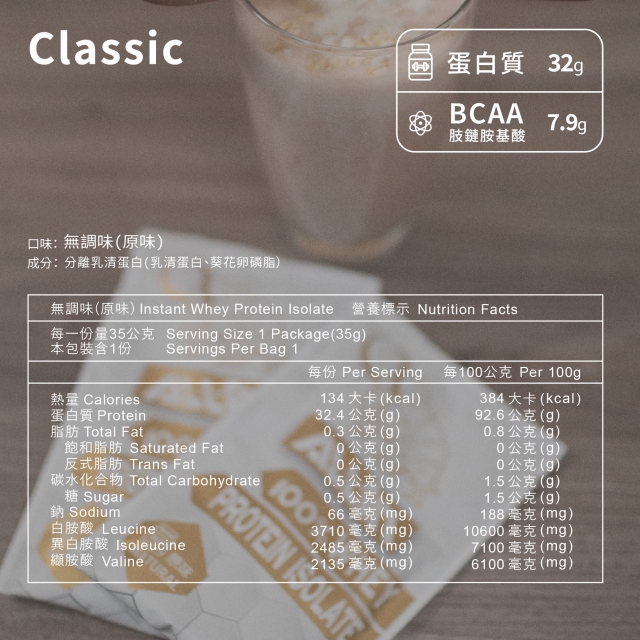 Classic
蛋白質 32g
BCAA
肢鏈胺基酸 7.9g
口味: 無調味(原味)
成分: 分離乳清蛋白(乳清蛋白、葵花卵磷脂)
無調味(原味) Instant Whey Protein Isolate 營養標示 Nutrition Facts
每一份量35公克 Serving Size 1 Package(35g)
本包裝含1份 Servings Per Bag 1
每份 Per Serving 每100公克 Per 100g
熱量 Calories 134 大卡(kcal) 384 大卡(kcal)
蛋白質 Protein 32.4 公克(g) 92.6 公克(g)
脂肪 Total Fat 0.3 公克(g) 0.8 公克(g)
飽和脂肪 Saturated Fat 0 公克(g) 0 公克(g)
反式脂肪 Trans Fat 0 公克(g) 0 公克(g)
碳水化合物 Total Carbohydrate 0.5 公克(g) 1.5 公克(g)
糖 Sugar 0.5 公克(g) 1.5 公克(g)
鈉 Sodium 66 毫克(mg) 188 毫克(mg)
白胺酸 Leucine 3710 毫克(mg) 10600 毫克(mg)
異白胺酸 Isoleucine 2485 毫克(mg) 7100 毫克(mg)
纈胺酸 Valine 2135 毫克(mg) 6100 毫克(mg)
PROTEIN ISOLATE